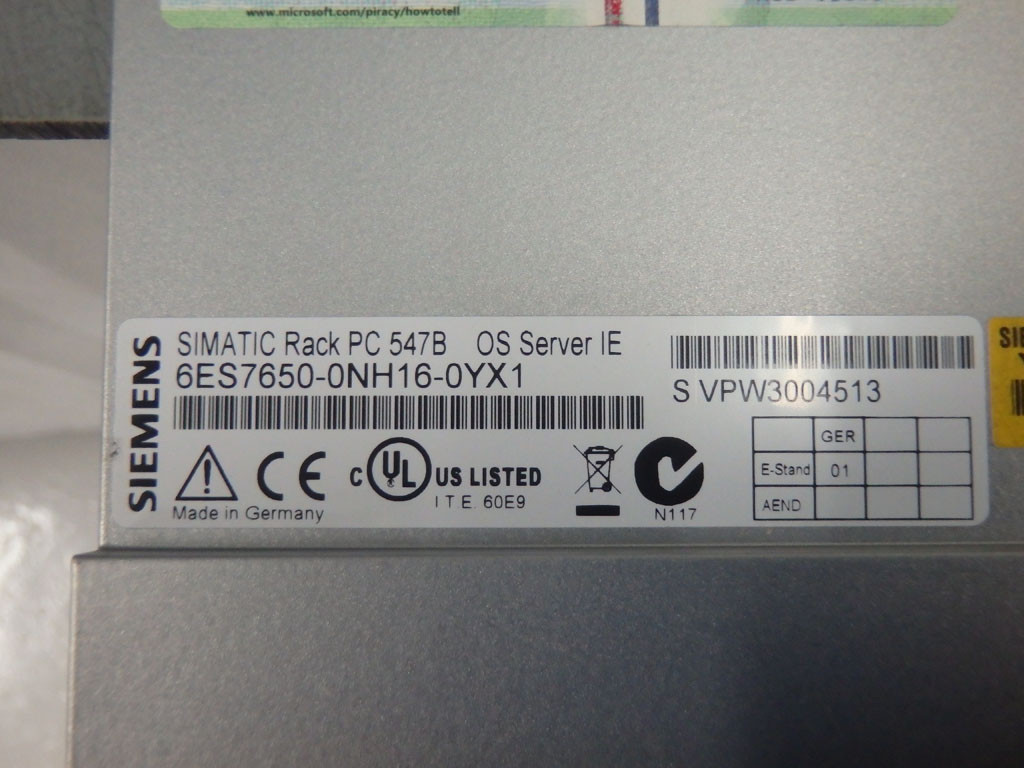 www.microsoft.com/piracy/howtotell
SIEMENS
SIMATIC Rack PC 547B OS Server IE
6ES7650-0NH16-0YX1
S VPW3004513
C UL US LISTED
I.T.E. 60E9
CE
Made in Germany
N117
GER
E-Stand 01
AEND